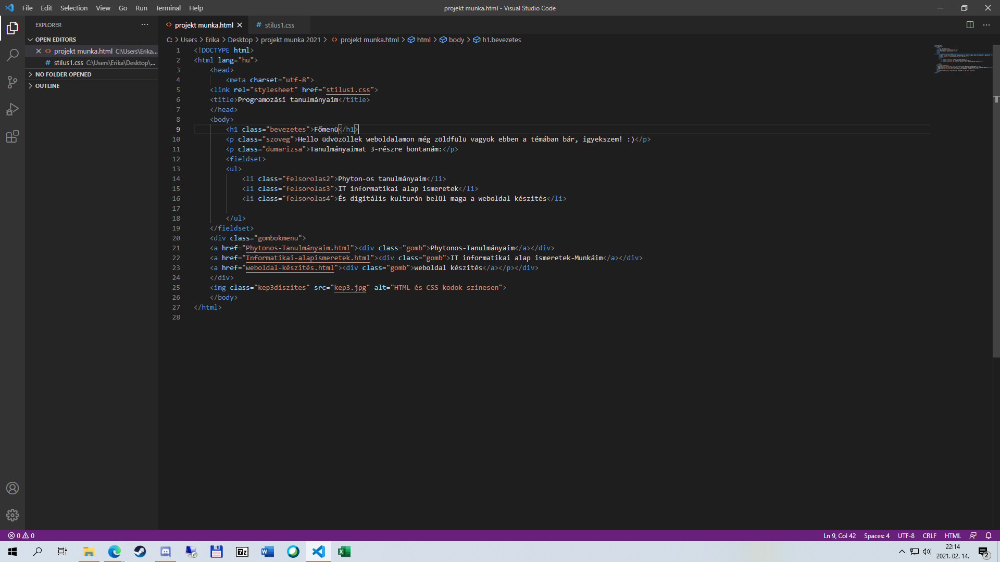 File Edit Selection View Go Run Terminal Help
projekt munka.html - Visual Studio Code
EXPLORER
OPEN EDITORS
projekt munka.html C:\Users\Erika...
stilus1.css C:\Users\Erika\Desktop\...
NO FOLDER OPENED
OUTLINE
projekt munka.html
stilus1.css
C: > Users > Erika > Desktop > projekt munka 2021 > projekt munka.html > html > body > h1.bevezetes
1 <!DOCTYPE html>
2 <html lang="hu">
3 <head>
4 <meta charset="utf-8">
5 <link rel="stylesheet" href="stilus1.css">
6 <title>Programozási tanulmányaim</title>
7 </head>
8 <body>
9 <h1 class="bevezetes">Főmenü</h1>
10 <p class="szoveg">Hello üdvözöllek weboldalamon még zöldfülü vagyok ebben a témában bár, igyekszem! :)</p>
11 <p class="dumarizsa">Tanulmányaimat 3-részre bontanám:</p>
12 <fieldset>
13 <ul>
14 <li class="felsorolas2">Phyton-os tanulmányaim</li>
15 <li class="felsorolas3">IT informatikai alap ismeretek</li>
16 <li class="felsorolas4">És digitális kulturán belül maga a weboldal készités</li>
17
18 </ul>
19 </fieldset>
20 <div class="gombokmenu">
21 <a href="Phytonos-Tanulmányaim.html"><div class="gomb">Phytonos-Tanulmányaim</a></div>
22 <a href="Informatikai-alapismeretek.html"><div class="gomb">IT informatikai alap ismeretek-Munkáim</a></div>
23 <a href="weboldal-készités.html"><div class="gomb">weboldal készités</a></p></div>
24 </div>
25 <img class="kep3diszites" src="kep3.jpg" alt="HTML és CSS kodok szinesen">
26 </body>
27 </html>
28
0 0
Ln 9, Col 42 Spaces: 4 UTF-8 CRLF HTML
7z
22:14
2021. 02. 14.
2